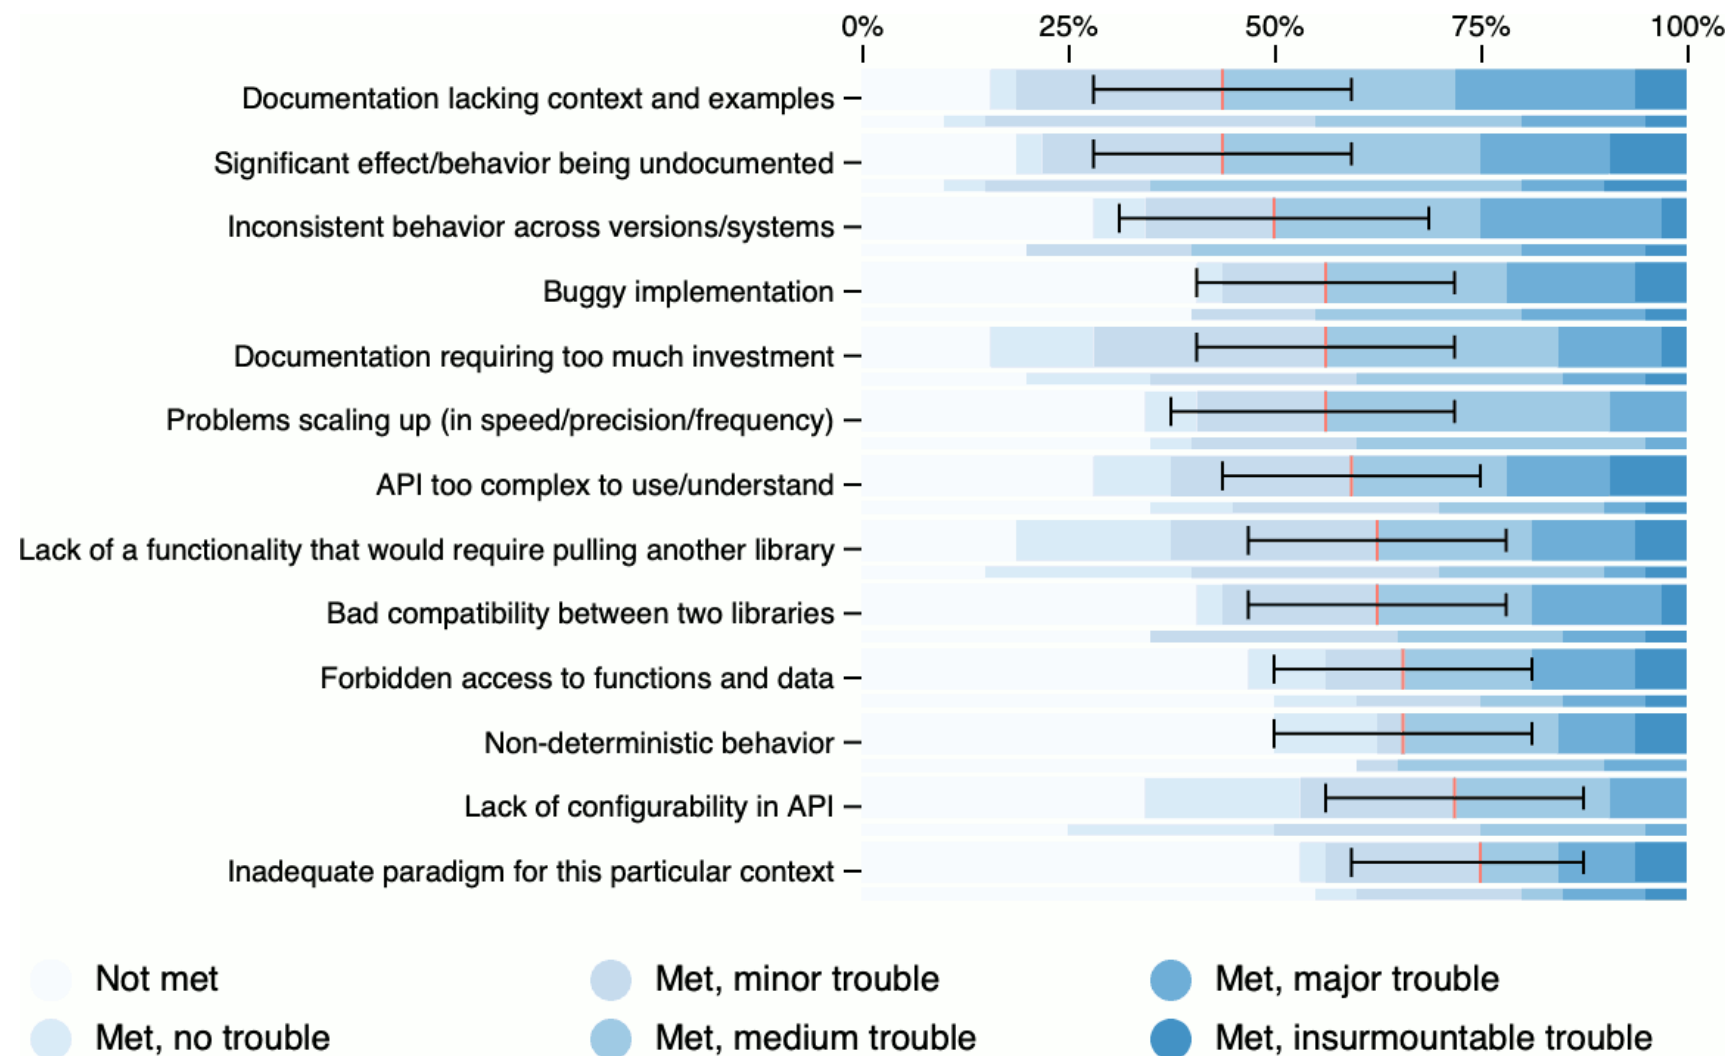 0% 25% 50% 75% 100%
Documentation lacking context and examples
Significant effect/behavior being undocumented
Inconsistent behavior across versions/systems
Buggy implementation
Documentation requiring too much investment
Problems scaling up (in speed/precision/frequency)
API too complex to use/understand
Lack of a functionality that would require pulling another library
Bad compatibility between two libraries
Forbidden access to functions and data
Non-deterministic behavior
Lack of configurability in API
Inadequate paradigm for this particular context
Not met Met, minor trouble Met, major trouble
Met, no trouble Met, medium trouble Met, insurmountable trouble